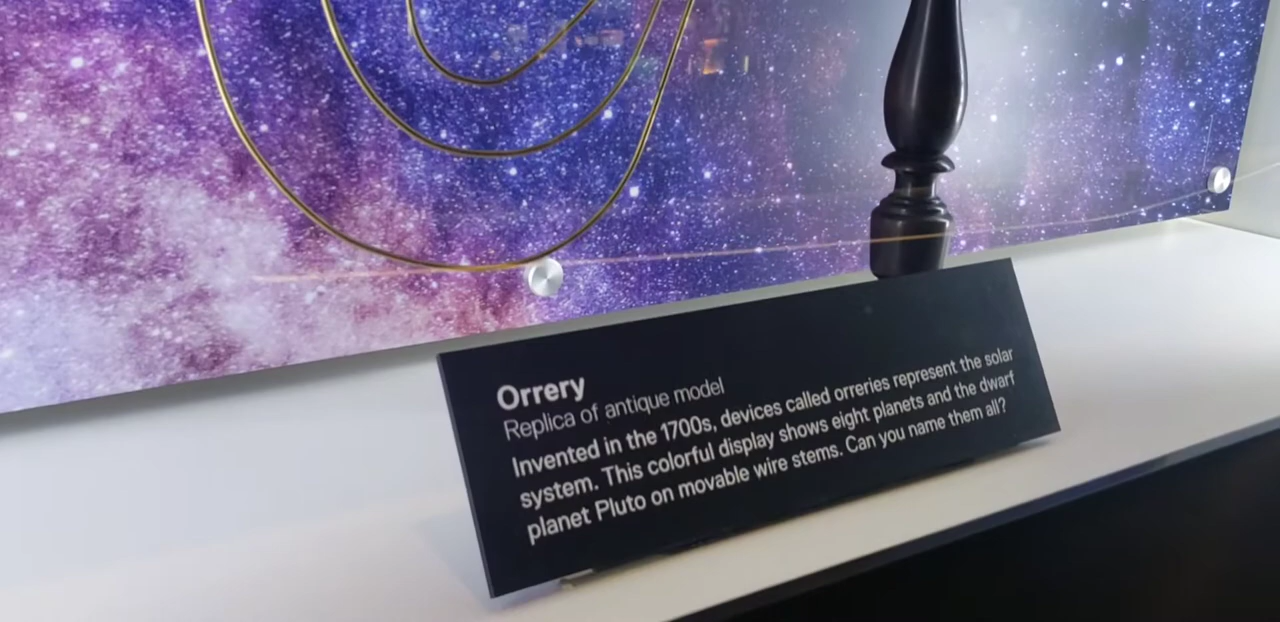 Orrery
Replica of antique model
Invented in the 1700s, devices called orreries represent the solar
system. This colorful display shows eight planets and the dwarf
planet Pluto on movable wire stems. Can you name them all?